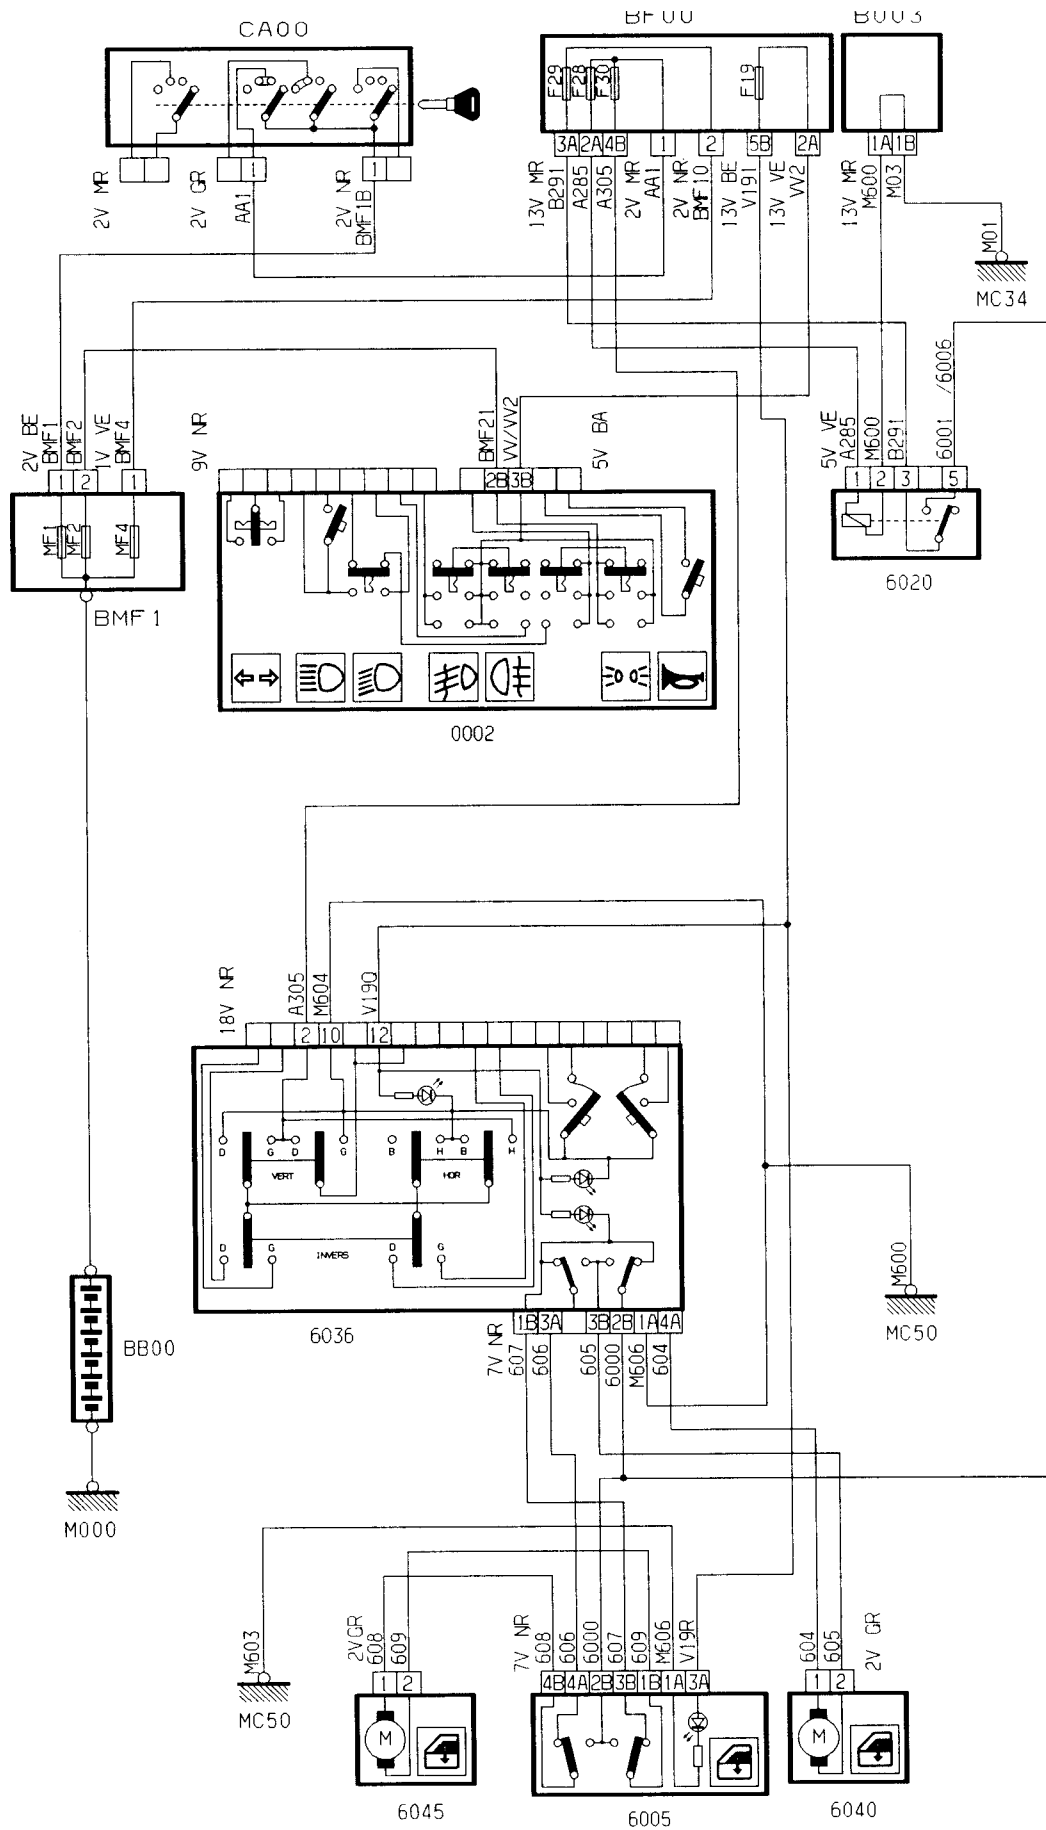 CA00
BF00
B003
F29
F28
F30
F19
3A 2A 4B 1 2 5B 2A
1A 1B
1
1
2V MR
2V GR
AA1
2V NR
BMF1B
13V MR
B291
A285
A305
2V MR
AA1
2V NR
BMF10
13V BE
V191
13V VE
VV2
13V MR
M600
M03
M01
MC34
2V BE
BMF1
BMF2
1V VE
BMF4
9V NR
BMF21
VV/VV2
5V BA
5V VE
A285
M600
B291
6001 /6006
1 2 1
2B 3B
1 2 3 5
MF1
MF2
MF4
BMF1
6020
0002
18V NR
A305
M604
V19Q
2 10 12
D G D G B H B H
VERT
HOR
D G INVERS D G
6036
1B 3A 3B 2B 1A 4A
7V NR
607
606
605
6000
M606
604
M600
MC50
BB00
M000
M603
MC50
2VGR
608
609
7V NR
608
606
6000
607
609
M606
V19R
604
605
2V GR
1 2
4B 4A 2B 3B 1B 1A 3A
1 2
M
M
6045
6005
6040